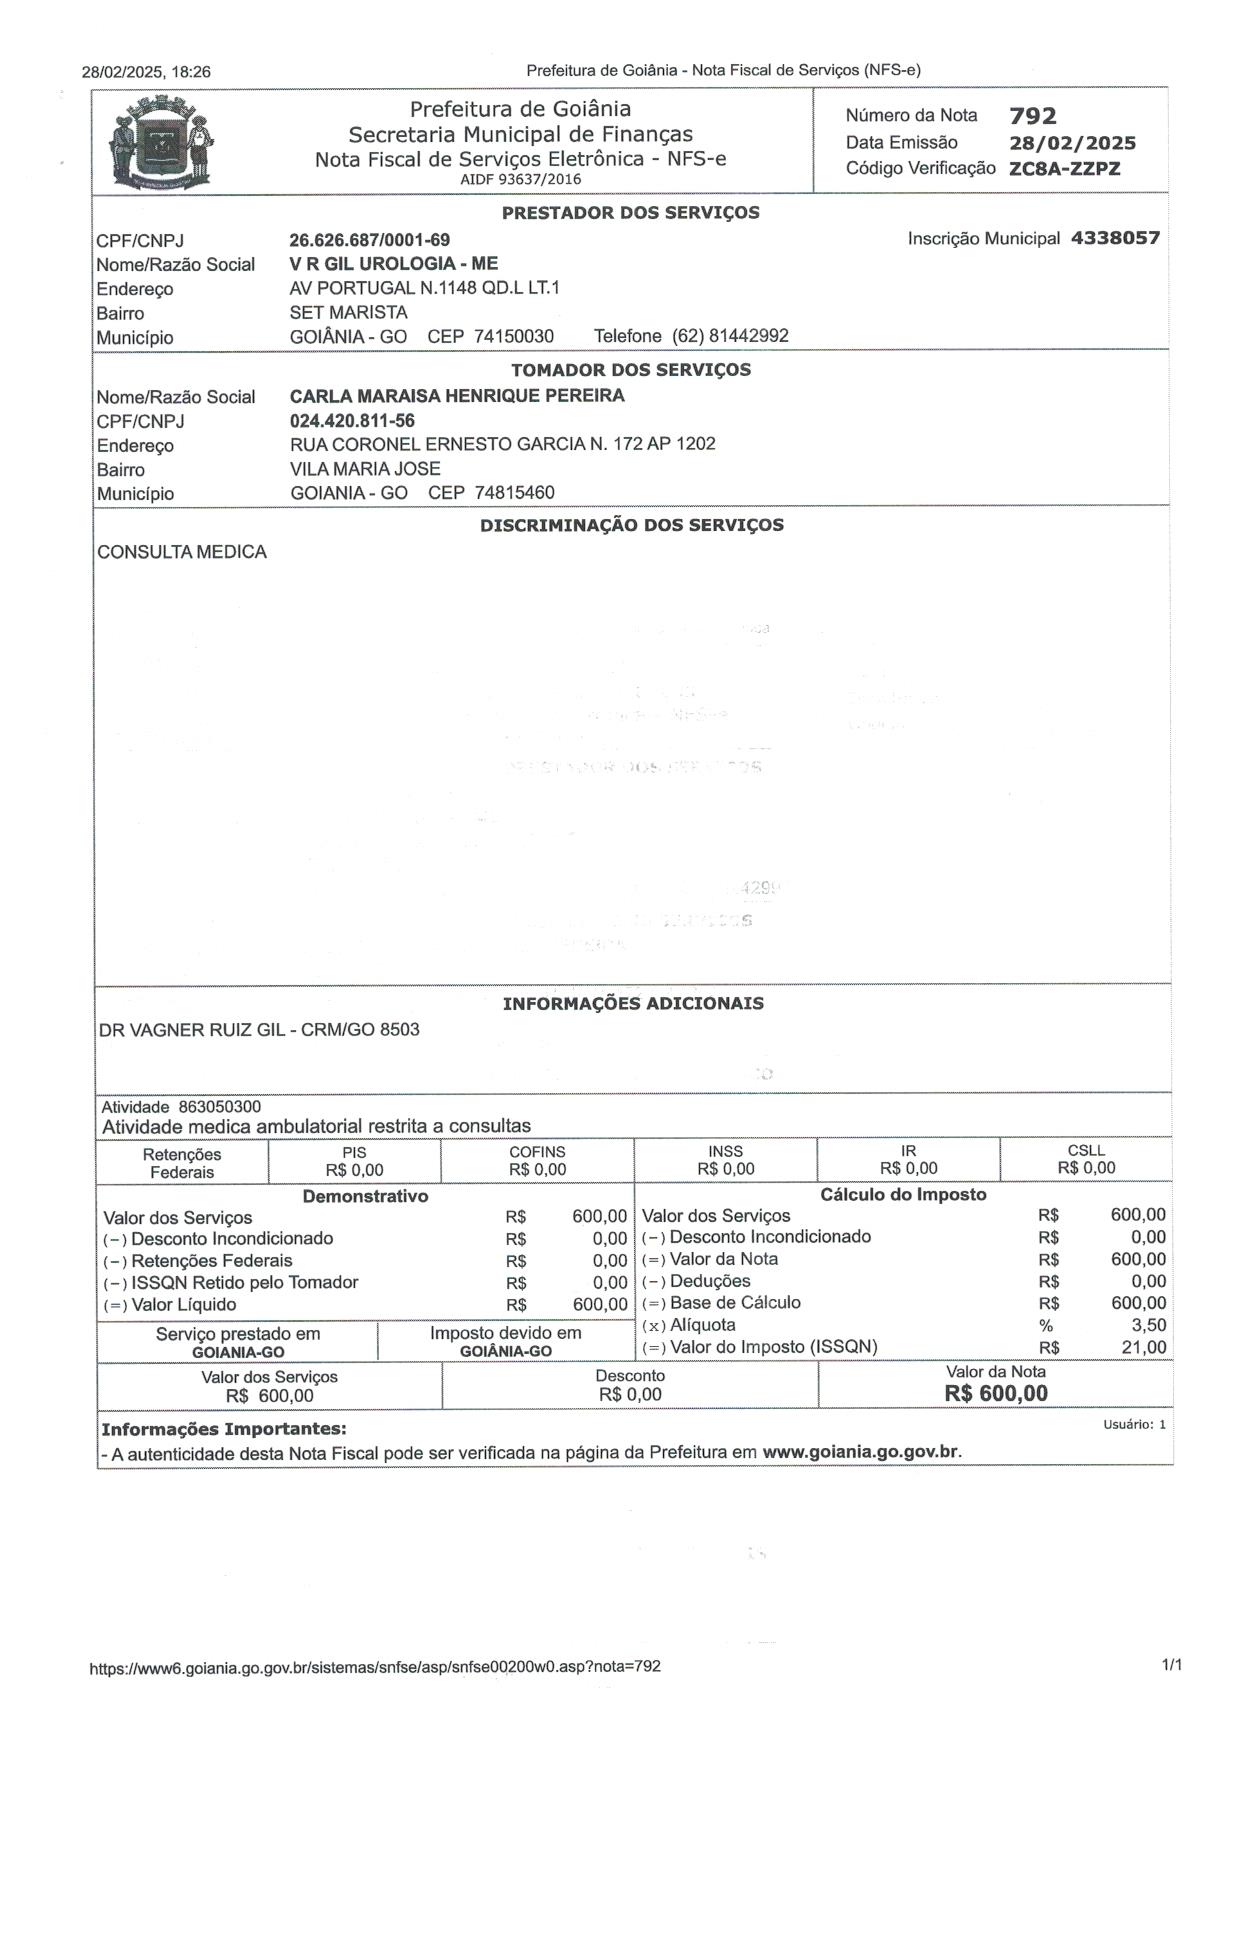 28/02/2025, 18:26 Prefeitura de Goiânia - Nota Fiscal de Serviços (NFS-e)
Prefeitura de Goiânia
Secretaria Municipal de Finanças
Nota Fiscal de Serviços Eletrônica - NFS-e
AIDF 93637/2016
Número da Nota 792
Data Emissão 28/02/2025
Código Verificação ZC8A-ZZPZ
PRESTADOR DOS SERVIÇOS
CPF/CNPJ 26.626.687/0001-69 Inscrição Municipal 4338057
Nome/Razão Social V R GIL UROLOGIA - ME
Endereço AV PORTUGAL N.1148 QD.L LT.1
Bairro SET MARISTA
Município GOIÂNIA - GO CEP 74150030 Telefone (62) 81442992
TOMADOR DOS SERVIÇOS
Nome/Razão Social CARLA MARAISA HENRIQUE PEREIRA
CPF/CNPJ 024.420.811-56
Endereço RUA CORONEL ERNESTO GARCIA N. 172 AP 1202
Bairro VILA MARIA JOSE
Município GOIANIA - GO CEP 74815460
DISCRIMINAÇÃO DOS SERVIÇOS
CONSULTA MEDICA
INFORMAÇÕES ADICIONAIS
DR VAGNER RUIZ GIL - CRM/GO 8503
Atividade 863050300
Atividade medica ambulatorial restrita a consultas
Retenções Federais
PIS R$ 0,00
COFINS R$ 0,00
INSS R$ 0,00
IR R$ 0,00
CSLL R$ 0,00
Demonstrativo
Valor dos Serviços R$ 600,00
(–) Desconto Incondicionado R$ 0,00
(–) Retenções Federais R$ 0,00
(–) ISSQN Retido pelo Tomador R$ 0,00
(=) Valor Líquido R$ 600,00
Serviço prestado em
GOIANIA-GO
Imposto devido em
GOIÂNIA-GO
Cálculo do Imposto
Valor dos Serviços R$ 600,00
(–) Desconto Incondicionado R$ 0,00
(=) Valor da Nota R$ 600,00
(–) Deduções R$ 0,00
(=) Base de Cálculo R$ 600,00
(x) Alíquota % 3,50
(=) Valor do Imposto (ISSQN) R$ 21,00
Valor dos Serviços
R$ 600,00
Desconto
R$ 0,00
Valor da Nota
R$ 600,00
Informações Importantes: Usuário: 1
- A autenticidade desta Nota Fiscal pode ser verificada na página da Prefeitura em www.goiania.go.gov.br.
https://www6.goiania.go.gov.br/sistemas/snfse/asp/snfse00200w0.asp?nota=792 1/1